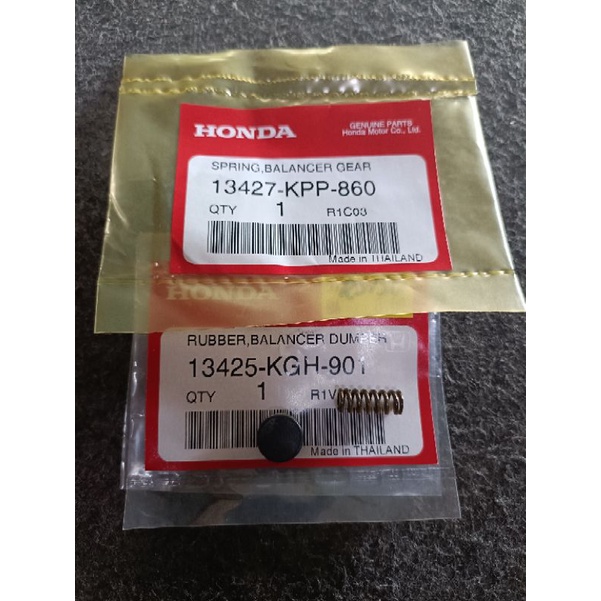 HONDA
GENUINE PARTS
Honda Motor Co., Ltd.
SPRING,BALANCER GEAR
13427-KPP-860
QTY 1 R1C03
Made in THAILAND
HONDA
RUBBER,BALANCER DUMPER
13425-KGH-901
QTY 1 R1V
Made in THAILAND